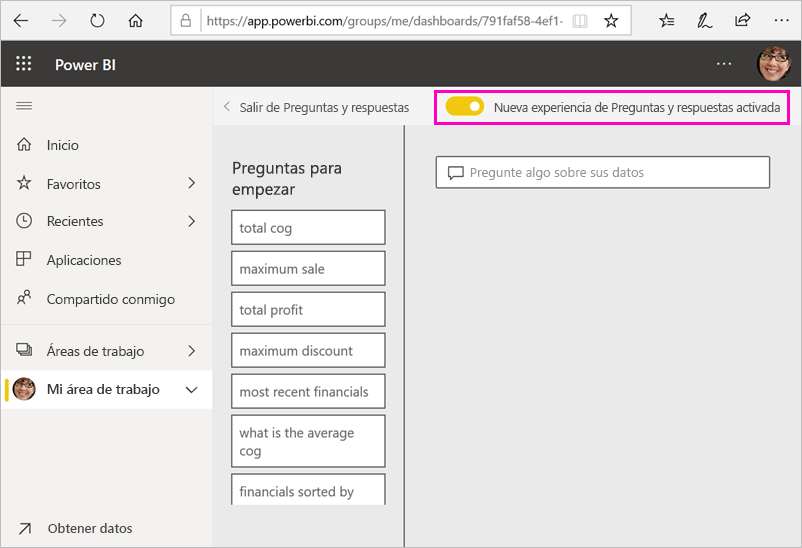 https://app.powerbi.com/groups/me/dashboards/791faf58-4ef1-
Power BI
Salir de Preguntas y respuestas
Nueva experiencia de Preguntas y respuestas activada
Inicio
Favoritos
Recientes
Aplicaciones
Compartido conmigo
Áreas de trabajo
Mi área de trabajo
Obtener datos
Preguntas para
empezar
total cog
maximum sale
total profit
maximum discount
most recent financials
what is the average
cog
financials sorted by
Pregunte algo sobre sus datos